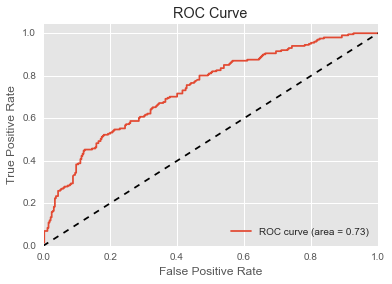 ROC Curve
True Positive Rate
1.0
0.8
0.6
0.4
0.2
0.0
ROC curve (area = 0.73)
0.0 0.2 0.4 0.6 0.8 1.0
False Positive Rate